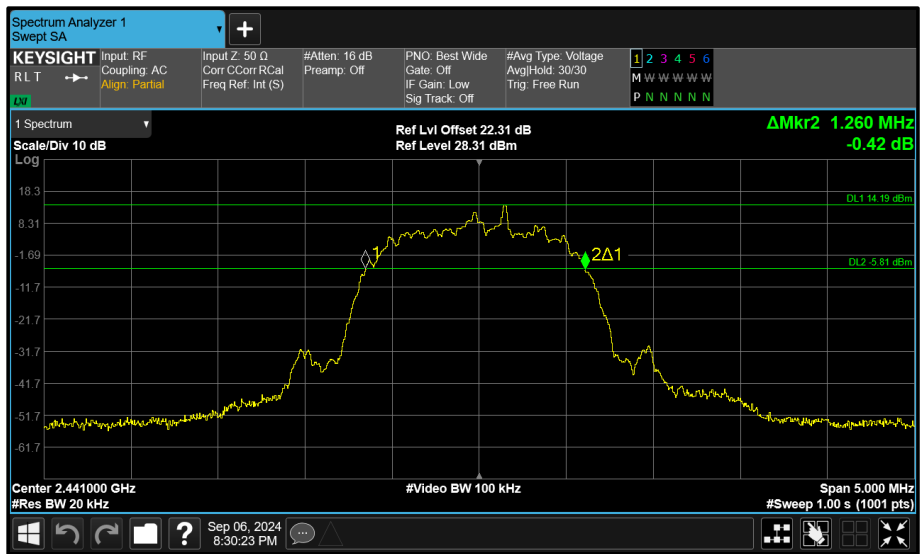 Spectrum Analyzer 1
Swept SA
KEYSIGHT
R L T
LXI
Input: RF
Coupling: AC
Align: Partial
Input Z: 50 Ω
Corr CCorr RCal
Freq Ref: Int (S)
#Atten: 16 dB
Preamp: Off
PNO: Best Wide
Gate: Off
IF Gain: Low
Sig Track: Off
#Avg Type: Voltage
Avg|Hold: 30/30
Trig: Free Run
1 2 3 4 5 6
M W W W W W
P N N N N N
1 Spectrum
Scale/Div 10 dB
Log
Ref Lvl Offset 22.31 dB
Ref Level 28.31 dBm
ΔMkr2 1.260 MHz
-0.42 dB
18.3
DL1 14.19 dBm
8.31
-1.69
1
2Δ1
DL2 -5.81 dBm
-11.7
-21.7
-31.7
-41.7
-51.7
-61.7
Center 2.441000 GHz
#Video BW 100 kHz
Span 5.000 MHz
#Res BW 20 kHz
#Sweep 1.00 s (1001 pts)
?
Sep 06, 2024
8:30:23 PM